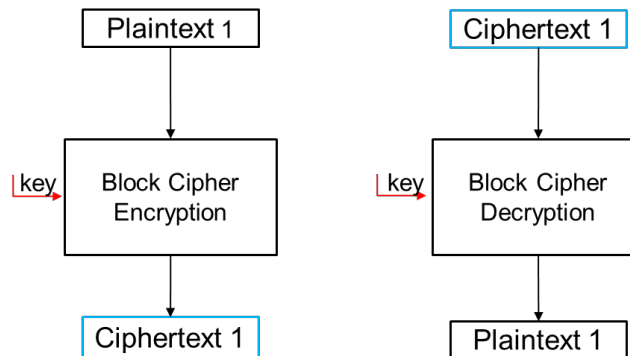 Plaintext 1
key
Block Cipher
Encryption
Ciphertext 1
Ciphertext 1
key
Block Cipher
Decryption
Plaintext 1